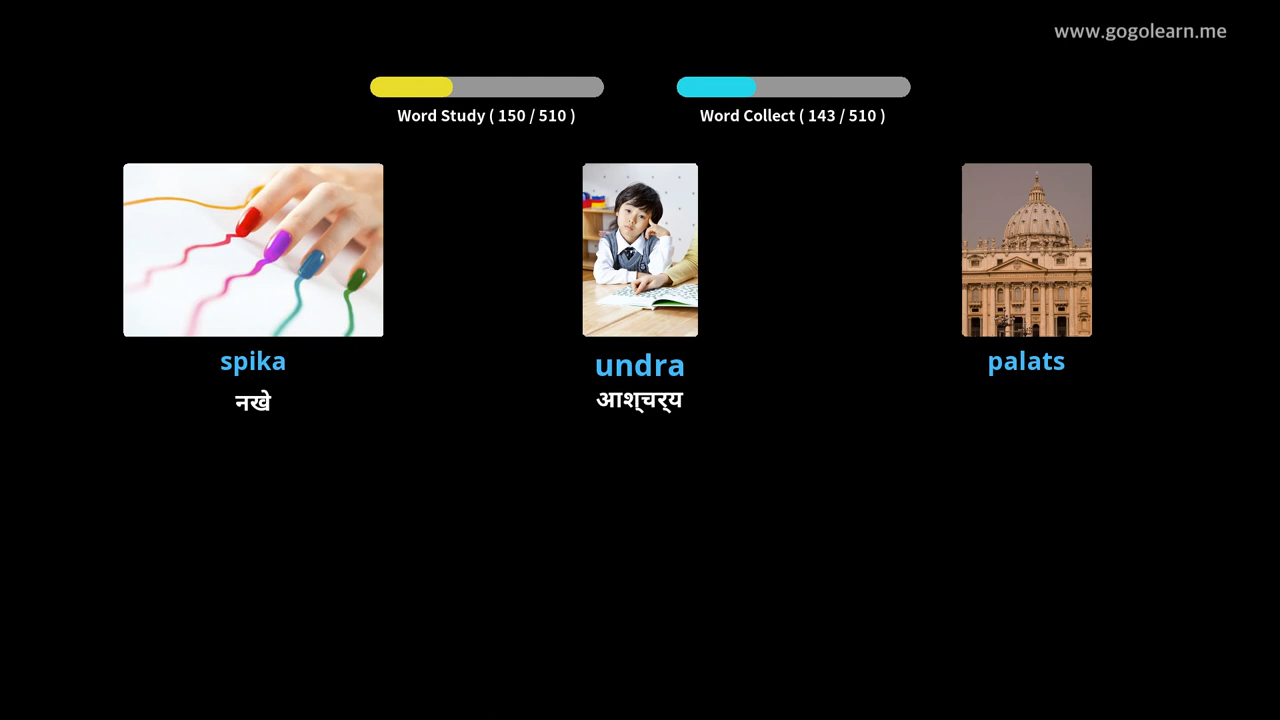 www.gogolearn.me
Word Study ( 150 / 510 )
Word Collect ( 143 / 510 )
spika
undra
palats
नखे
आश्चर्य